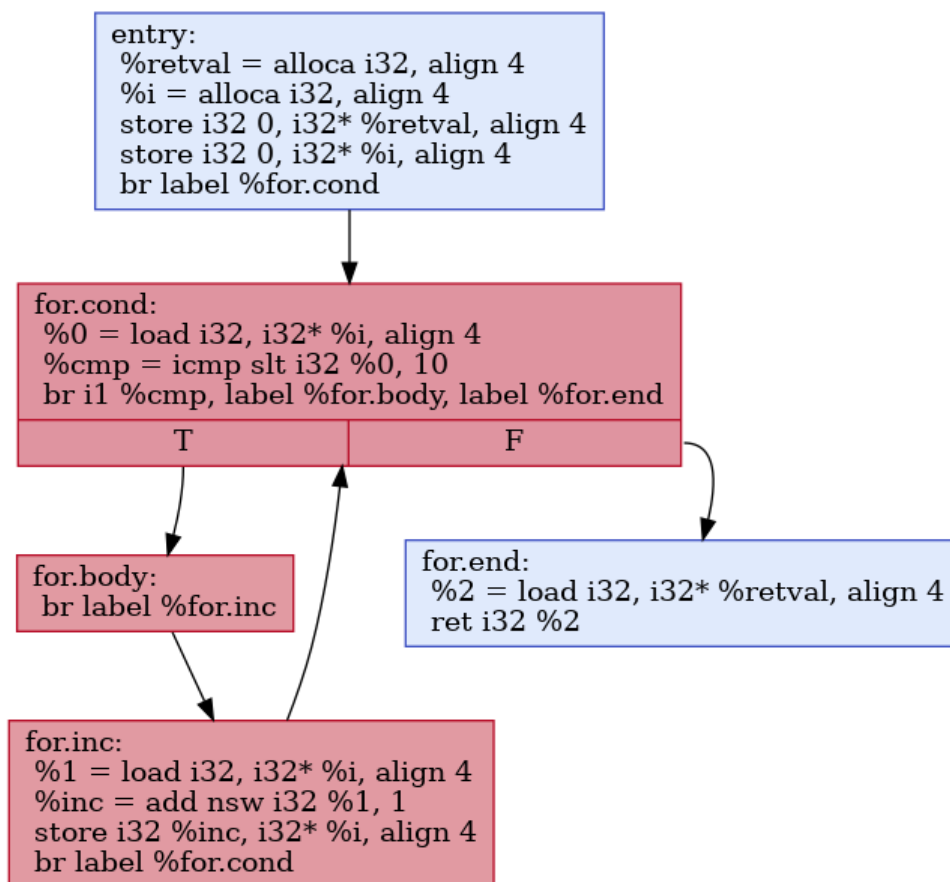 entry:
%retval = alloca i32, align 4
%i = alloca i32, align 4
store i32 0, i32* %retval, align 4
store i32 0, i32* %i, align 4
br label %for.cond
for.cond:
%0 = load i32, i32* %i, align 4
%cmp = icmp slt i32 %0, 10
br i1 %cmp, label %for.body, label %for.end
T
F
for.body:
br label %for.inc
for.end:
%2 = load i32, i32* %retval, align 4
ret i32 %2
for.inc:
%1 = load i32, i32* %i, align 4
%inc = add nsw i32 %1, 1
store i32 %inc, i32* %i, align 4
br label %for.cond